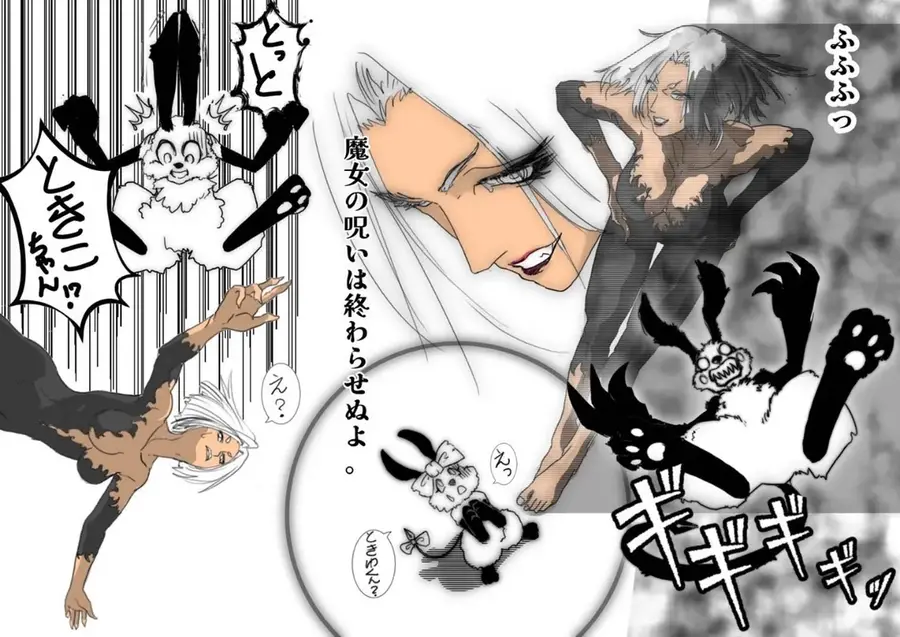 ふふふっ
魔女の呪いは終わらせぬよ。
ギギギギッ
えっ
ときゆくん?
とっと
ときこ
ちゃん!?
え?